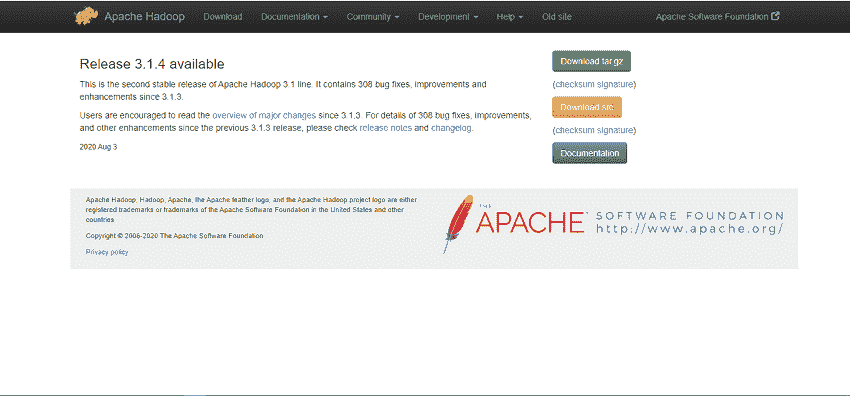 Apache Hadoop Download Documentation Community Development Help Old site Apache Software Foundation
Release 3.1.4 available
This is the second stable release of Apache Hadoop 3.1 line. It contains 308 bug fixes, improvements and
enhancements since 3.1.3.
Users are encouraged to read the overview of major changes since 3.1.3. For details of 308 bug fixes, improvements,
and other enhancements since the previous 3.1.3 release, please check release notes and changelog.
2020 Aug 3
Download tar.gz
(checksum signature)
Download src
(checksum signature)
Documentation
Apache Hadoop, Hadoop, Apache, the Apache feather logo, and the Apache Hadoop project logo are either
registered trademarks or trademarks of the Apache Software Foundation in the United States and other
countries
Copyright © 2006-2020 The Apache Software Foundation
Privacy policy
THE
APACHE SOFTWARE FOUNDATION
http://www.apache.org/